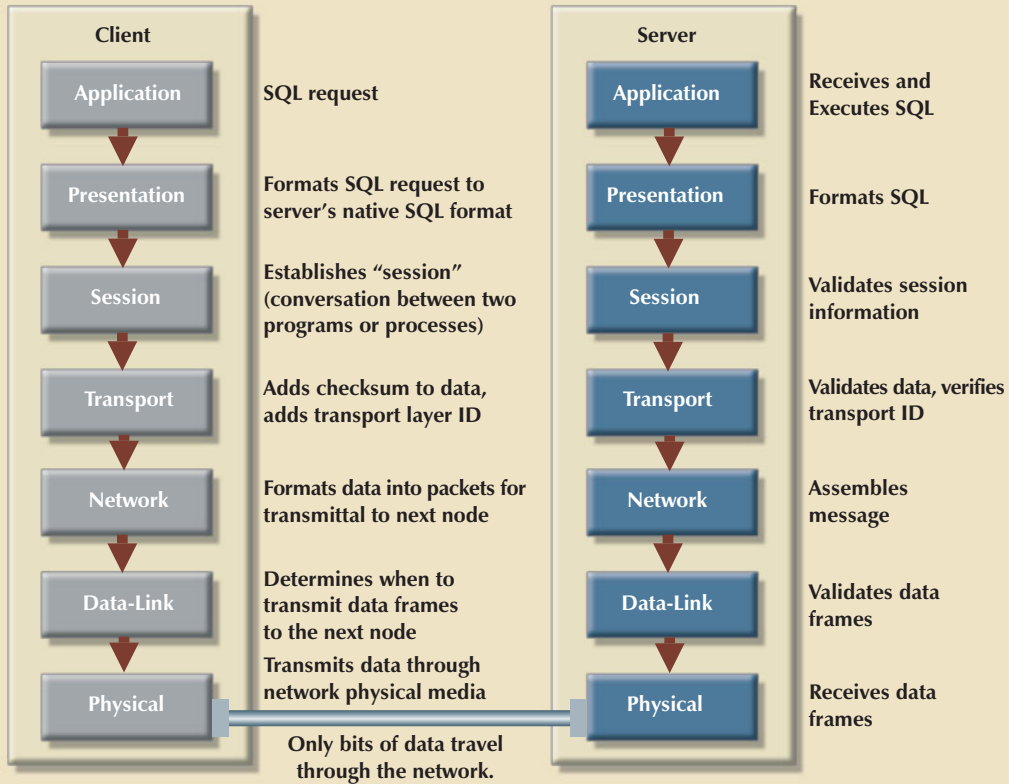 Client
Application
SQL request
Presentation
Formats SQL request to
server's native SQL format
Session
Establishes “session”
(conversation between two
programs or processes)
Transport
Adds checksum to data,
adds transport layer ID
Network
Formats data into packets for
transmittal to next node
Data-Link
Determines when to
transmit data frames
to the next node
Physical
Transmits data through
network physical media
Only bits of data travel
through the network.
Server
Application
Receives and
Executes SQL
Presentation
Formats SQL
Session
Validates session
information
Transport
Validates data, verifies
transport ID
Network
Assembles
message
Data-Link
Validates data
frames
Physical
Receives data
frames